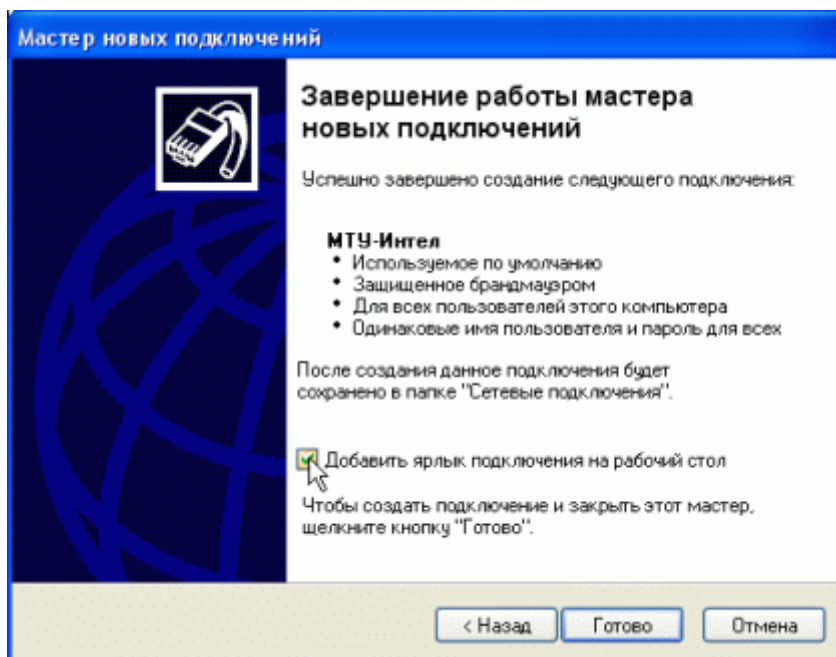 Мастер новых подключений
Завершение работы мастера
новых подключений
Успешно завершено создание следующего подключения:
МТУ-Интел
• Используемое по умолчанию
• Защищенное брандмауэром
• Для всех пользователей этого компьютера
• Одинаковые имя пользователя и пароль для всех
После создания данное подключение будет
сохранено в папке "Сетевые подключения".
Добавить ярлык подключения на рабочий стол
Чтобы создать подключение и закрыть этот мастер,
щелкните кнопку "Готово".
< Назад
Готово
Отмена